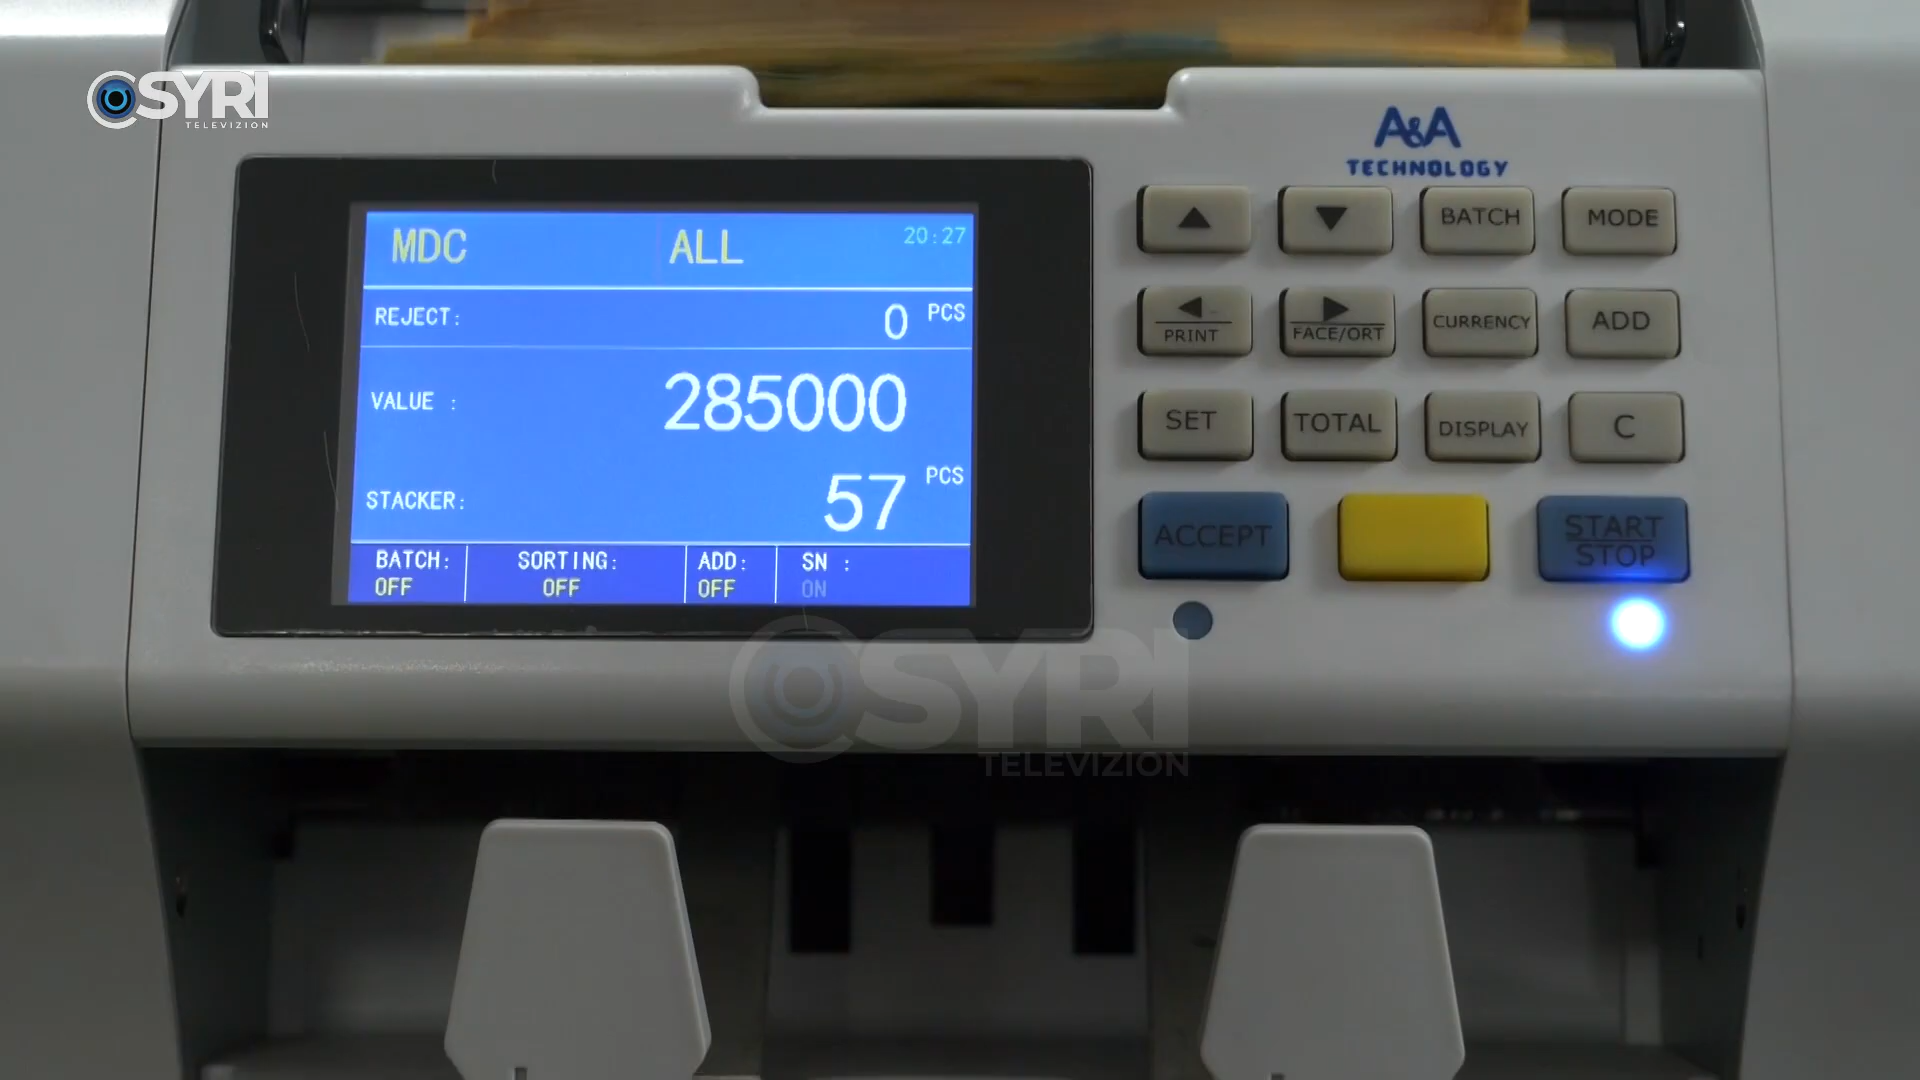 SYRI
TELEVIZION
A&A
TECHNOLOGY
MDC ALL 20:27
REJECT: 0 PCS
VALUE : 285000
STACKER: 57 PCS
BATCH: SORTING: ADD: SN :
OFF OFF OFF ON
BATCH MODE
PRINT FACE/ORT CURRENCY ADD
SET TOTAL DISPLAY C
ACCEPT START
STOP
SYRI
TELEVIZION